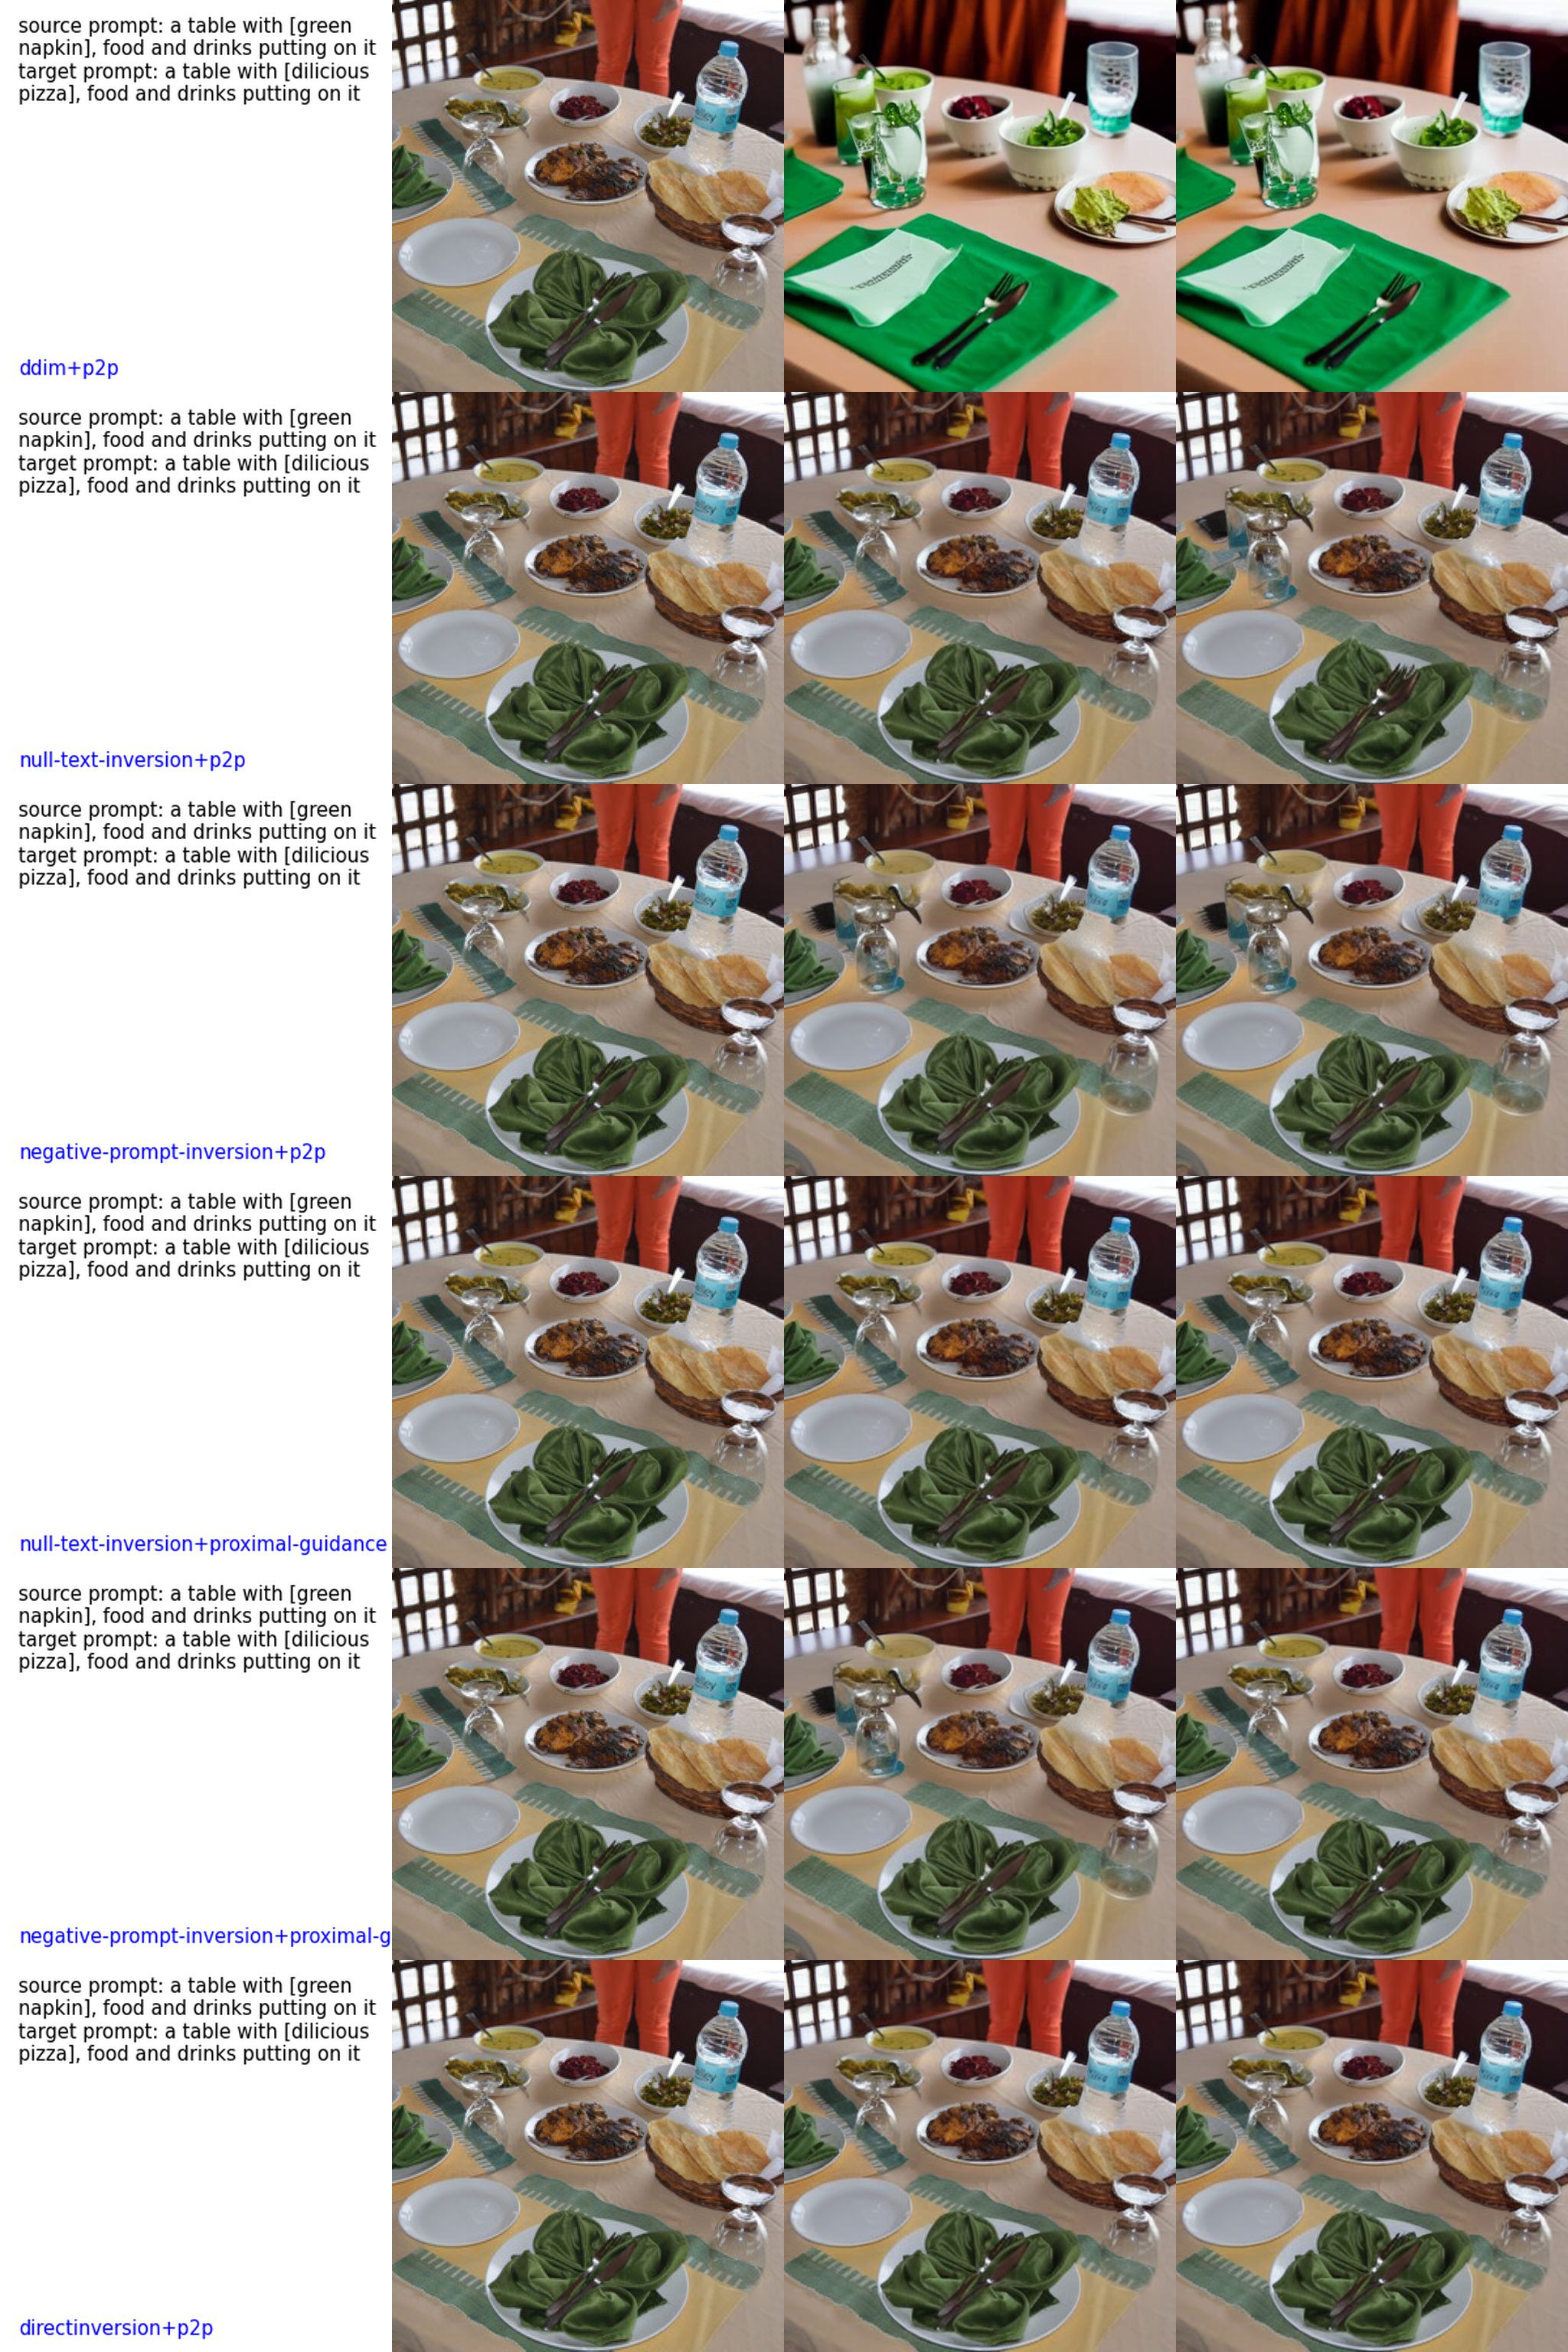 source prompt: a table with [green
napkin], food and drinks putting on it
target prompt: a table with [dilicious
pizza], food and drinks putting on it
ddim+p2p
source prompt: a table with [green
napkin], food and drinks putting on it
target prompt: a table with [dilicious
pizza], food and drinks putting on it
null-text-inversion+p2p
source prompt: a table with [green
napkin], food and drinks putting on it
target prompt: a table with [dilicious
pizza], food and drinks putting on it
negative-prompt-inversion+p2p
source prompt: a table with [green
napkin], food and drinks putting on it
target prompt: a table with [dilicious
pizza], food and drinks putting on it
null-text-inversion+proximal-guidance
source prompt: a table with [green
napkin], food and drinks putting on it
target prompt: a table with [dilicious
pizza], food and drinks putting on it
negative-prompt-inversion+proximal-g
source prompt: a table with [green
napkin], food and drinks putting on it
target prompt: a table with [dilicious
pizza], food and drinks putting on it
directinversion+p2p